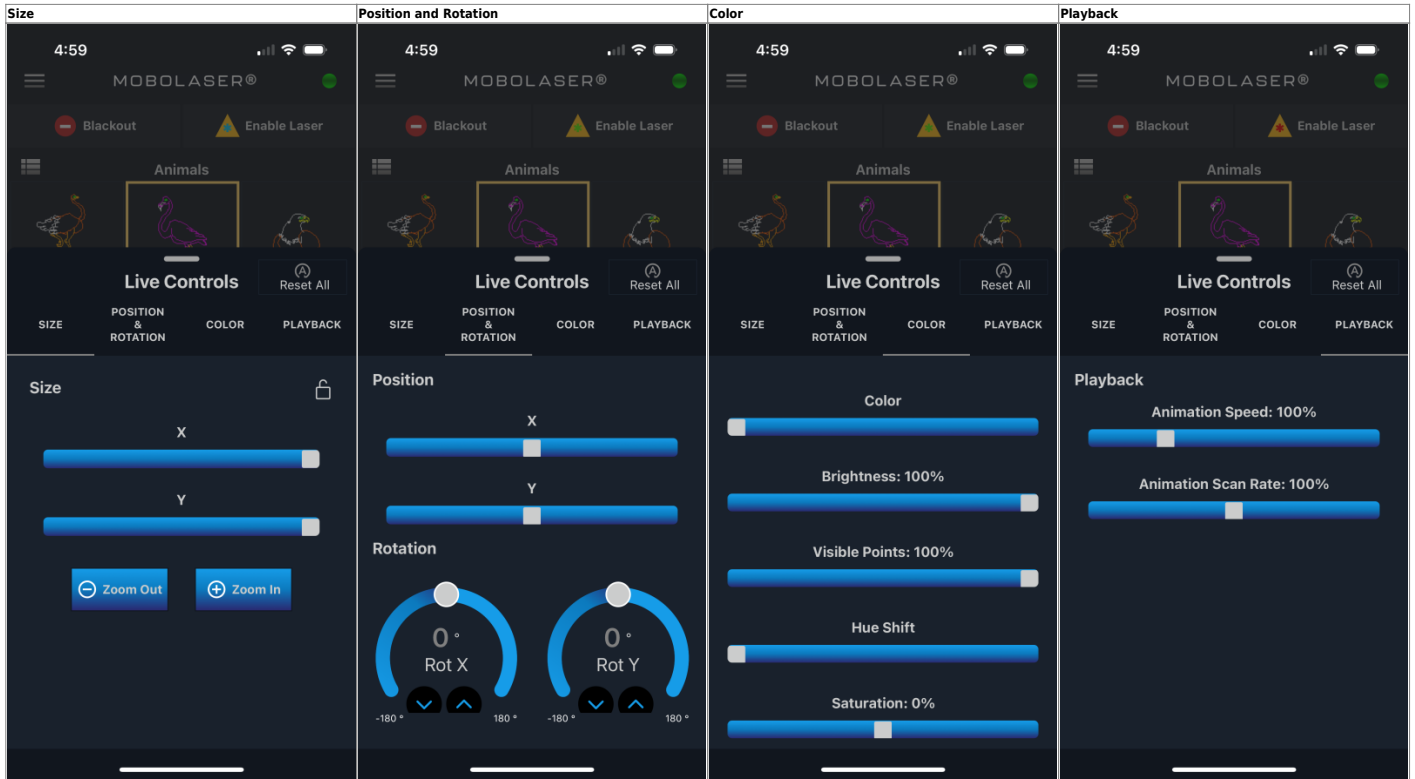 Size
4:59
MOBOLASER®
Blackout
Enable Laser
Animals
Live Controls
Reset All
SIZE
POSITION
&
ROTATION
COLOR
PLAYBACK
Size
X
Y
Zoom Out
Zoom In
Position and Rotation
4:59
MOBOLASER®
Blackout
Enable Laser
Animals
Live Controls
Reset All
SIZE
POSITION
&
ROTATION
COLOR
PLAYBACK
Position
X
Y
Rotation
0 °
Rot X
-180 °
180 °
0 °
Rot Y
-180 °
180 °
Color
4:59
MOBOLASER®
Blackout
Enable Laser
Animals
Live Controls
Reset All
SIZE
POSITION
&
ROTATION
COLOR
PLAYBACK
Color
Brightness: 100%
Visible Points: 100%
Hue Shift
Saturation: 0%
Playback
4:59
MOBOLASER®
Blackout
Enable Laser
Animals
Live Controls
Reset All
SIZE
POSITION
&
ROTATION
COLOR
PLAYBACK
Playback
Animation Speed: 100%
Animation Scan Rate: 100%